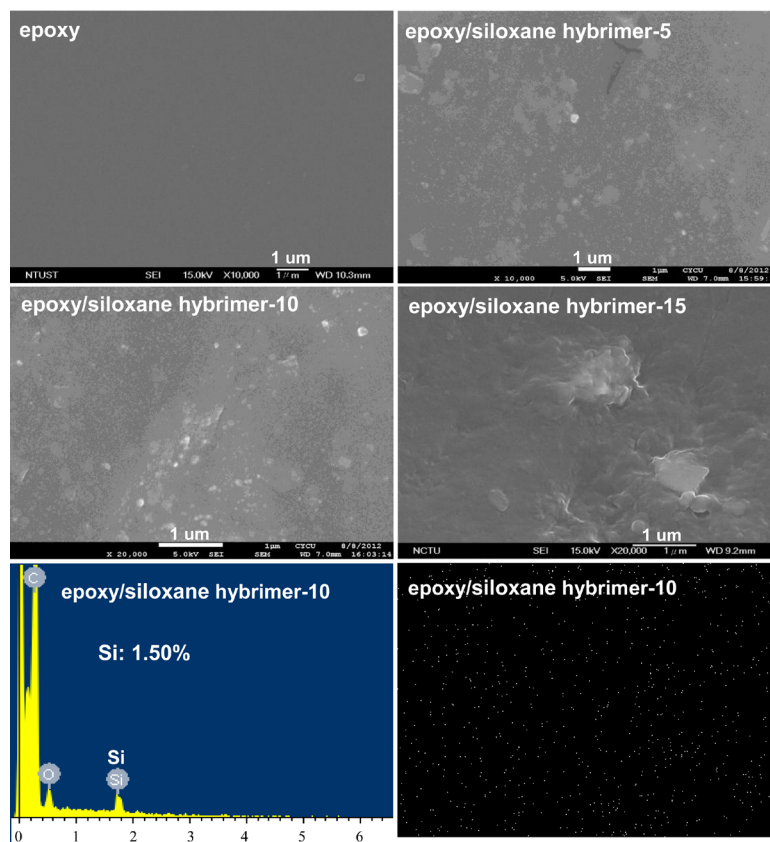 epoxy
1 um
NTUST SEI 15.0kV X10,000 1μm WD 10.3mm
epoxy/siloxane hybrimer-5
1 um
1μm CYCU 8/8/2012
X 10,000 5.0kV SEI SEM WD 7.0mm 15:59:
epoxy/siloxane hybrimer-10
1 um
1μm CYCU 8/8/2012
X 20,000 5.0kV SEI SEM WD 7.0mm 16:03:14
epoxy/siloxane hybrimer-15
1 um
NCTU SEI 15.0kV X20,000 1μm WD 9.2mm
C
epoxy/siloxane hybrimer-10
Si: 1.50%
Si
O Si
0 1 2 3 4 5 6
epoxy/siloxane hybrimer-10